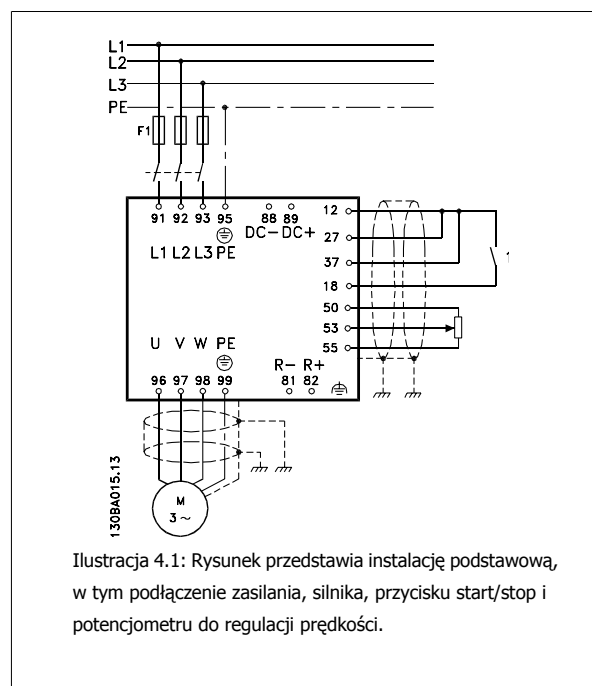 L1
L2
L3
PE
F1
91 92 93 95 88 89
DC- DC+
L1 L2 L3 PE
12
27
37
18
50
53
55
U V W PE
R- R+
96 97 98 99 81 82
M
3 ~
130BA015.13
Ilustracja 4.1: Rysunek przedstawia instalację podstawową,
w tym podłączenie zasilania, silnika, przycisku start/stop i
potencjometru do regulacji prędkości.